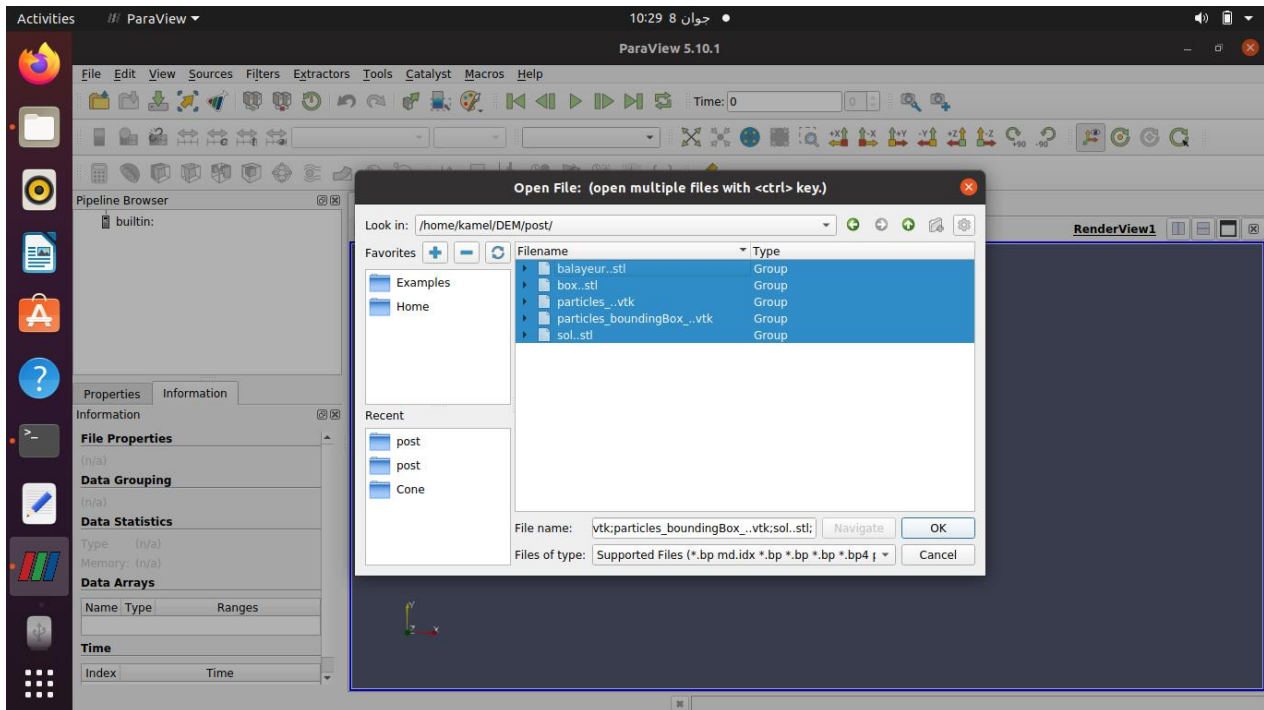 Activities ParaView 10:29 8 جوان
ParaView 5.10.1
File Edit View Sources Filters Extractors Tools Catalyst Macros Help
Time: 0 0
+X -X +Y -Y +Z -Z +90 -90
Pipeline Browser
builtin:
RenderView1
Properties Information
Information
File Properties
(n/a)
Data Grouping
(n/a)
Data Statistics
Type (n/a)
Memory: (n/a)
Data Arrays
Name Type Ranges
Time
Index Time
Open File: (open multiple files with <ctrl> key.)
Look in: /home/kamel/DEM/post/
Favorites
Examples
Home
Recent
post
post
Cone
Filename Type
balayeur..stl Group
box..stl Group
particles_..vtk Group
particles_boundingBox_..vtk Group
sol..stl Group
File name: vtk;particles_boundingBox_..vtk;sol..stl; Navigate OK
Files of type: Supported Files (*.bp md.idx *.bp *.bp *.bp *.bp4 Cancel
Y
Z X